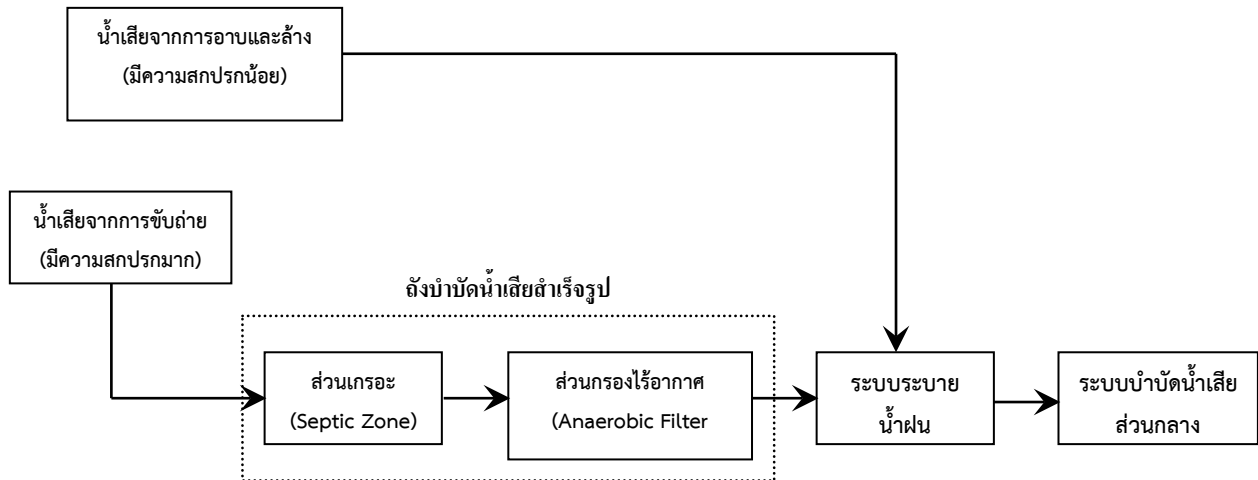 น้ำเสียจากการอาบและล้าง
(มีความสกปรกน้อย)
น้ำเสียจากการขับถ่าย
(มีความสกปรกมาก)
ถังบำบัดน้ำเสียสำเร็จรูป
ส่วนเกรอะ
(Septic Zone)
ส่วนกรองไร้อากาศ
(Anaerobic Filter
ระบบระบาย
น้ำฝน
ระบบบำบัดน้ำเสีย
ส่วนกลาง